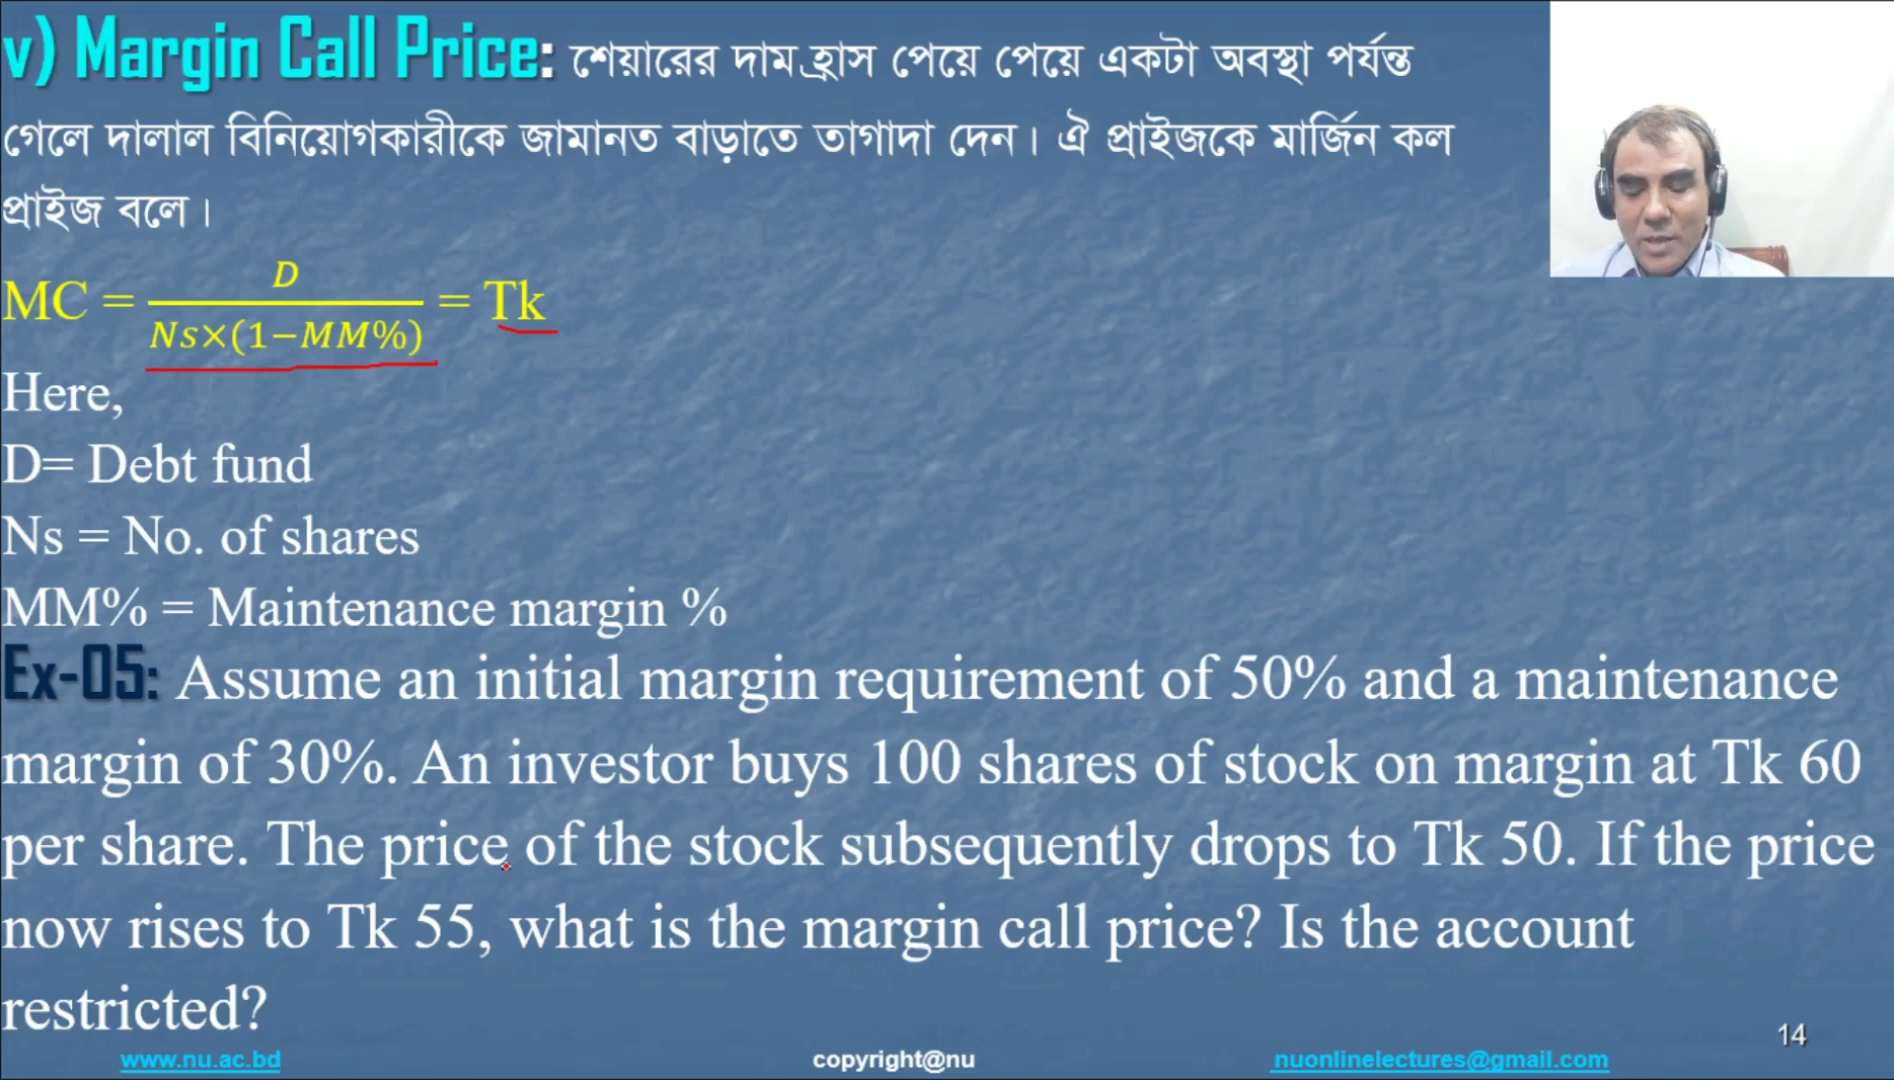 v) Margin Call Price: শেয়ারের দাম হ্রাস পেয়ে পেয়ে একটা অবস্থা পর্যন্ত
গেলে দালাল বিনিয়োগকারীকে জামানত বাড়াতে তাগাদা দেন। ঐ প্রাইজকে মার্জিন কল
প্রাইজ বলে।
MC = D / Ns×(1−MM%) = Tk
Here,
D= Debt fund
Ns = No. of shares
MM% = Maintenance margin %
Ex-05: Assume an initial margin requirement of 50% and a maintenance
margin of 30%. An investor buys 100 shares of stock on margin at Tk 60
per share. The price of the stock subsequently drops to Tk 50. If the price
now rises to Tk 55, what is the margin call price? Is the account
restricted?
14
www.nu.ac.bd copyright@nu nuonlinelectures@gmail.com